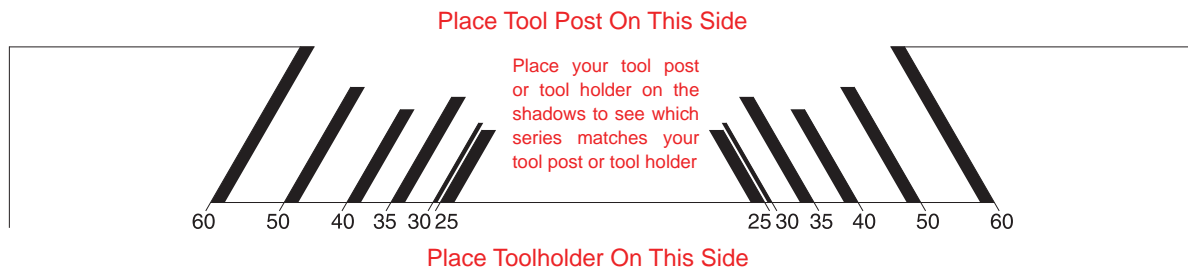 Place Tool Post On This Side
Place your tool post
or tool holder on the
shadows to see which
series matches your
tool post or tool holder
60 50 40 35 30 25 25 30 35 40 50 60
Place Toolholder On This Side